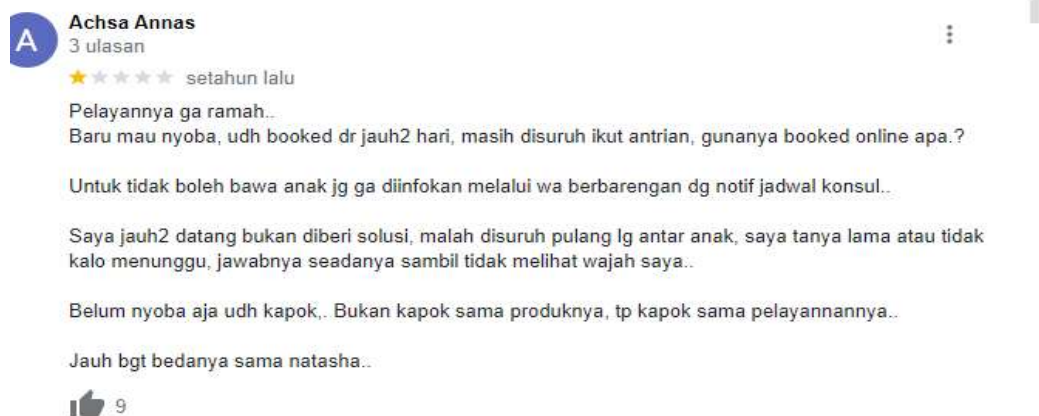 A
Achsa Annas
3 ulasan
setahun lalu
Pelayannya ga ramah..
Baru mau nyoba, udh booked dr jauh2 hari, masih disuruh ikut antrian, gunanya booked online apa.?
Untuk tidak boleh bawa anak jg ga diinfokan melalui wa berbarengan dg notif jadwal konsul..
Saya jauh2 datang bukan diberi solusi, malah disuruh pulang lg antar anak, saya tanya lama atau tidak
kalo menunggu, jawabnya seadanya sambil tidak melihat wajah saya..
Belum nyoba aja udh kapok,. Bukan kapok sama produknya, tp kapok sama pelayannannya..
Jauh bgt bedanya sama natasha..
9